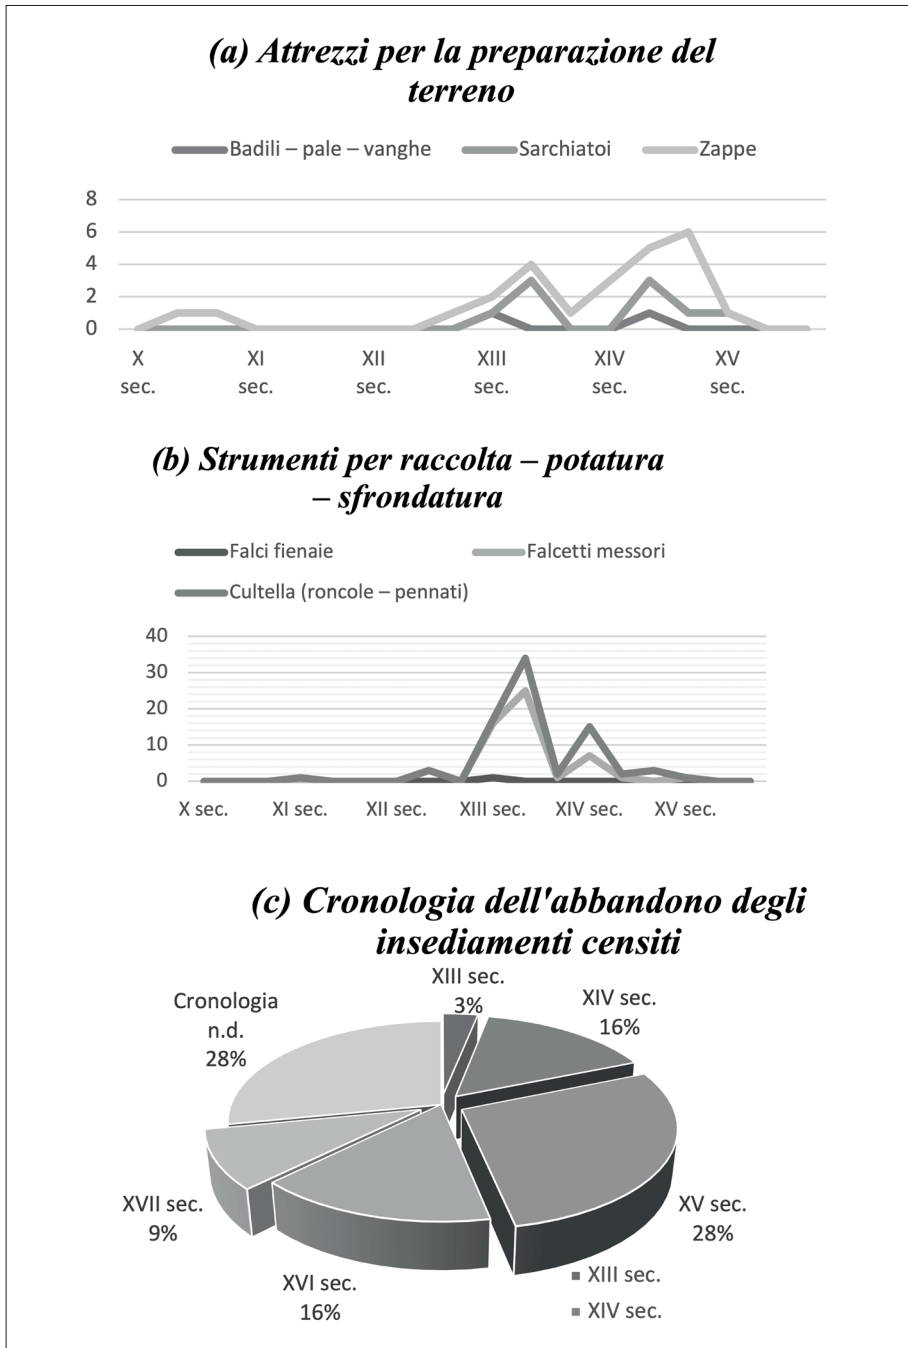 (a) Attrezzi per la preparazione del
terreno
Badili – pale – vanghe Sarchiatoi Zappe
8
6
4
2
0
X XI XII XIII XIV XV
sec. sec. sec. sec. sec. sec.
(b) Strumenti per raccolta – potatura
– sfrondatura
Falci fienaie Falcetti messori
Cultella (roncole – pennati)
40
30
20
10
0
X sec. XI sec. XII sec. XIII sec. XIV sec. XV sec.
(c) Cronologia dell'abbandono degli
insediamenti censiti
XIII sec.
3%
XIV sec.
16%
Cronologia
n.d.
28%
XVII sec.
9%
XV sec.
28%
XVI sec.
16%
XIII sec.
XIV sec.